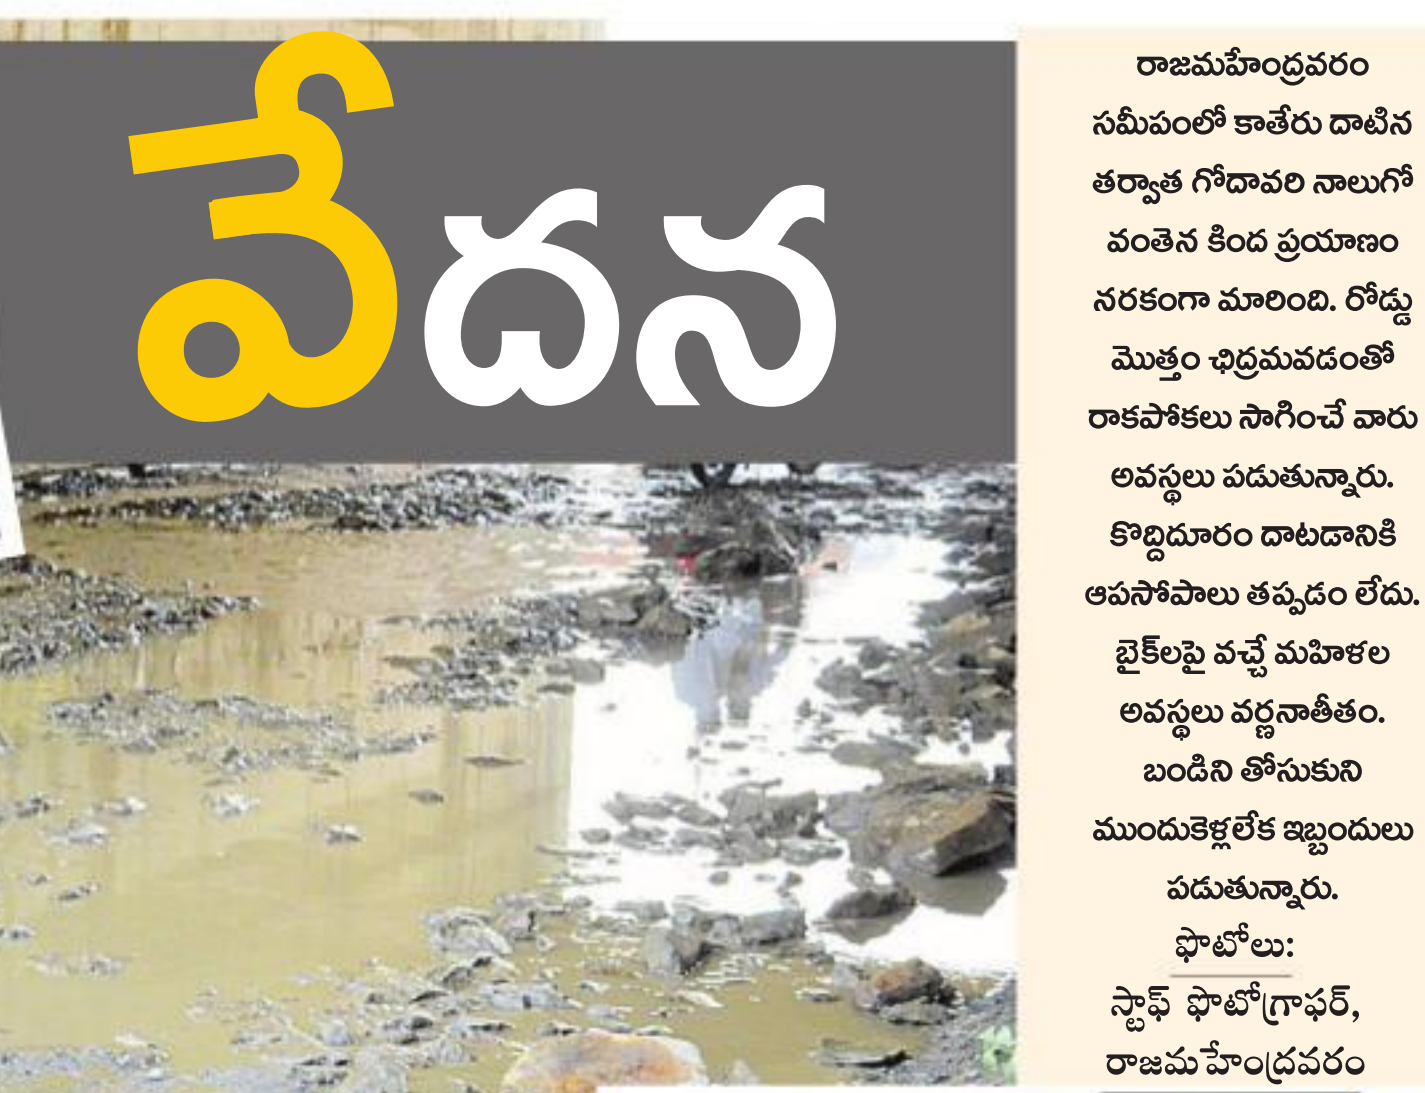 వేదన
రాజమహేంద్రవరం
సమీపంలో కాతేరు దాటిన
తర్వాత గోదావరి నాలుగో
వంతెన కింద ప్రయాణం
నరకంగా మారింది. రోడ్డు
మొత్తం ఛిద్రమవడంతో
రాకపోకలు సాగించే వారు
అవస్థలు పడుతున్నారు.
కొద్దిదూరం దాటడానికి
ఆపసోపాలు తప్పడం లేదు.
బైక్‌లపై వచ్చే మహిళల
అవస్థలు వర్ణనాతీతం.
బండిని తోసుకుని
ముందుకెళ్లలేక ఇబ్బందులు
పడుతున్నారు.
ఫొటోలు:
స్టాఫ్ ఫొటోగ్రాఫర్,
రాజమహేంద్రవరం